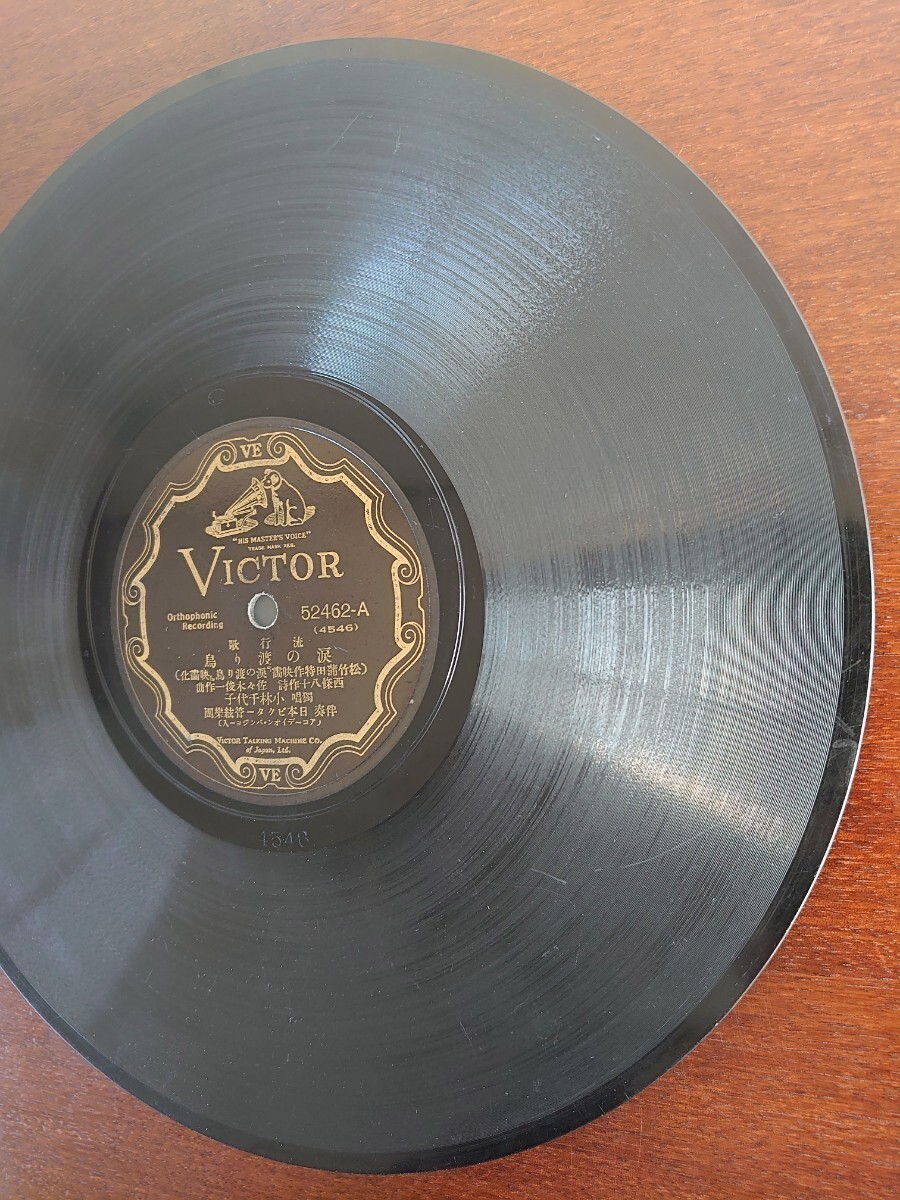 VE
"HIS MASTER'S VOICE"
TRADE MARK REG.
VICTOR
Orthophonic
Recording
52462-A
(4546)
流行歌
涙の渡り鳥
(松竹蒲田特作映畵"涙の渡り鳥"映畵化)
西條八十作詩 佐々木俊一作曲
獨唱 小林千代子
伴奏 日本ビクター管絃樂團
(アコーデイオン・バンジヨー入)
VICTOR TALKING MACHINE CO.
of Japan, Ltd.
VE
4546